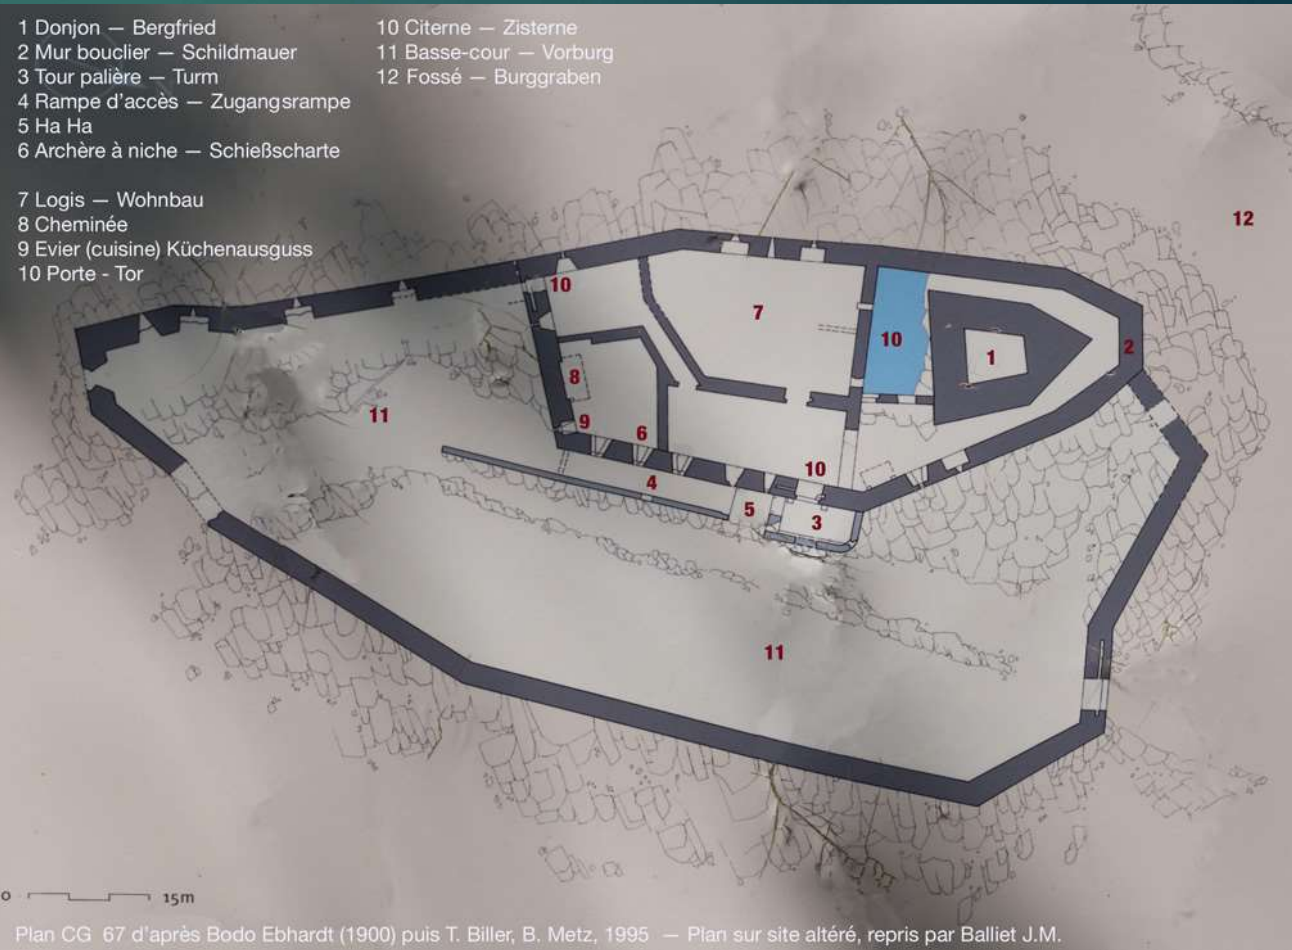 1 Donjon — Bergfried
2 Mur bouclier — Schildmauer
3 Tour palière — Turm
4 Rampe d'accès — Zugangsrampe
5 Ha Ha
6 Archère à niche — Schießscharte
7 Logis — Wohnbau
8 Cheminée
9 Evier (cuisine) Küchenausguss
10 Porte - Tor
10 Citerne — Zisterne
11 Basse-cour — Vorburg
12 Fossé — Burggraben
12
10
7
10
1
2
8
11
9
6
10
4
5
3
11
0
15m
Plan CG 67 d'après Bodo Ebhardt (1900) puis T. Biller, B. Metz, 1995 — Plan sur site altéré, repris par Balliet J.M.